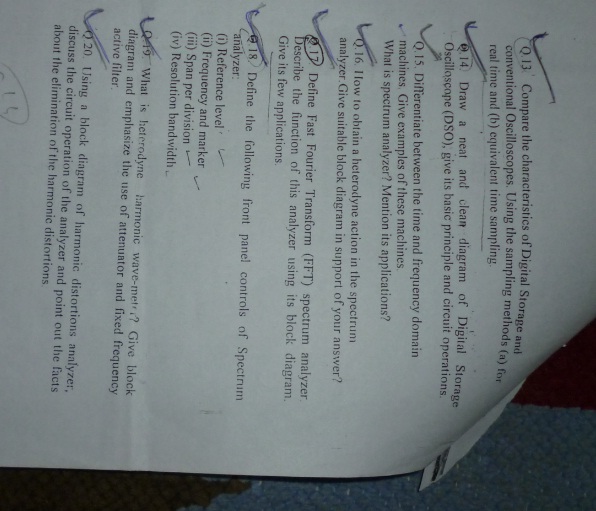 Q.13. Compare the characteristics of Digital Storage and
conventional Oscilloscopes. Using the sampling methods (a) for
real time and (b) equivalent time sampling.
Q.14. Draw a neat and clean diagram of Digital Storage
Oscilloscope (DSO), give its basic principle and circuit operations.
Q.15. Differentiate between the time and frequency domain
machines. Give examples of these machines.
What is spectrum analyzer? Mention its applications?
Q.16. How to obtain a heterodyne action in the spectrum
analyzer. Give suitable block diagram in support of your answer?
Q.17. Define Fast Fourier Transform (FFT) spectrum analyzer.
Describe the function of this analyzer using its block diagram.
Give its few applications.
Q.18. Define the following front panel controls of Spectrum
analyzer.
(i) Reference level
(ii) Frequency and marker
(iii) Span per division
(iv) Resolution bandwidth.
Q.19. What is heterodyne harmonic wave-meter? Give block
diagram and emphasize the use of attenuator and fixed frequency
active filter.
Q.20. Using a block diagram of harmonic distortions analyzer,
discuss the circuit operation of the analyzer and point out the facts
about the elimination of the harmonic distortions.